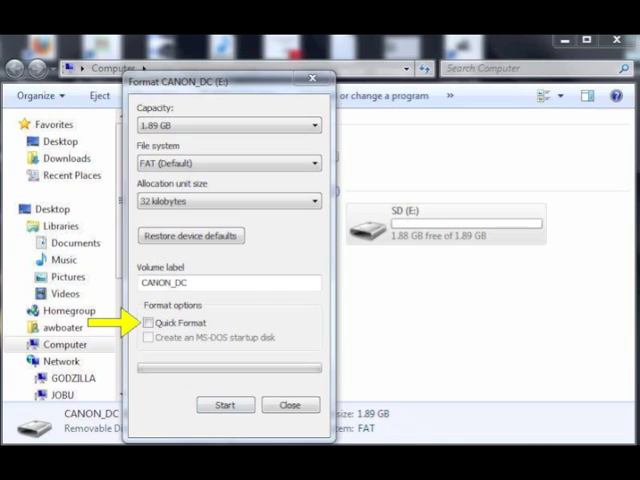 Computer
Search Computer
Organize
Eject
l or change a program
»
Format CANON_DC (E:)
x
Capacity:
1.89 GB
File system
FAT (Default)
Allocation unit size
32 kilobytes
Restore device defaults
Volume label
CANON_DC
Format options
Quick Format
Create an MS-DOS startup disk
Start
Close
Favorites
Desktop
Downloads
Recent Places
Desktop
Libraries
Documents
Music
Pictures
Videos
Homegroup
awboater
Computer
Network
GODZILLA
JOBU
SD (E:)
1.88 GB free of 1.89 GB
CANON_DC
size: 1.89 GB
Removable Di
tem: FAT